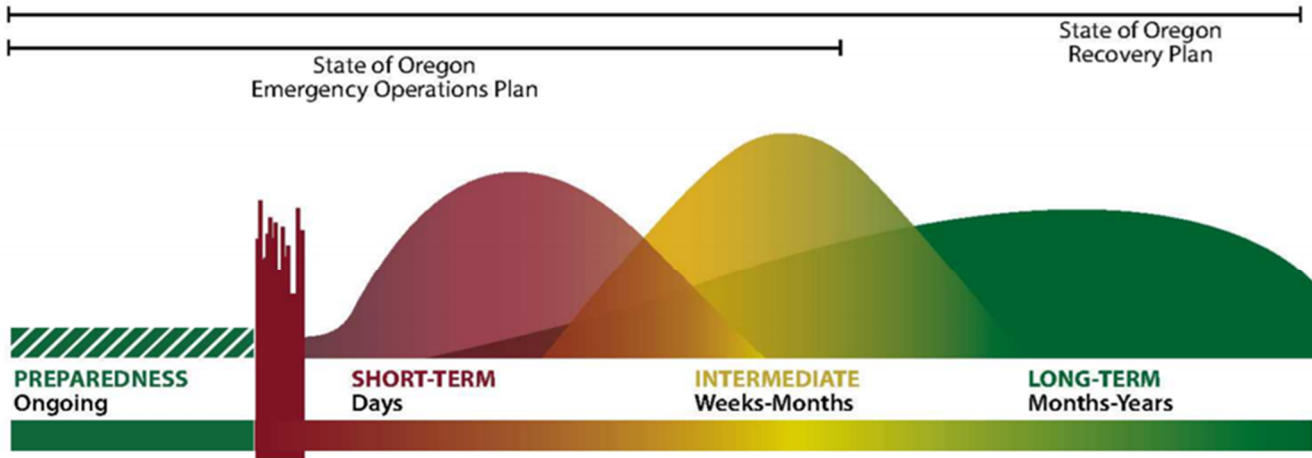 State of Oregon
Recovery Plan
State of Oregon
Emergency Operations Plan
PREPAREDNESS
Ongoing
SHORT-TERM
Days
INTERMEDIATE
Weeks-Months
LONG-TERM
Months-Years